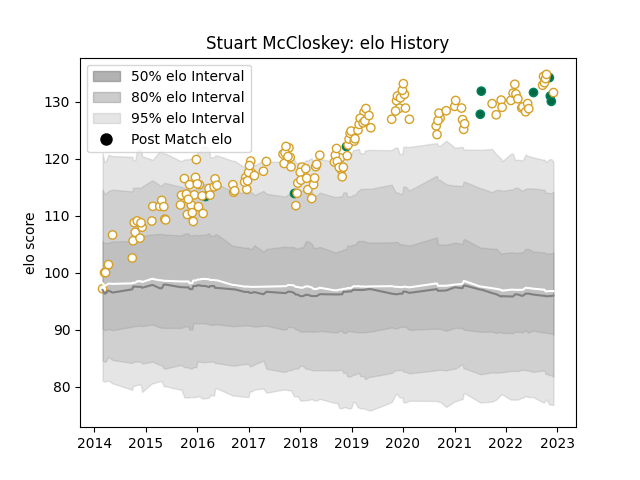 Stuart McCloskey: elo History
50% elo Interval
80% elo Interval
95% elo Interval
Post Match elo
elo score
130
120
110
100
90
80
2014 2015 2016 2017 2018 2019 2020 2021 2022 2023